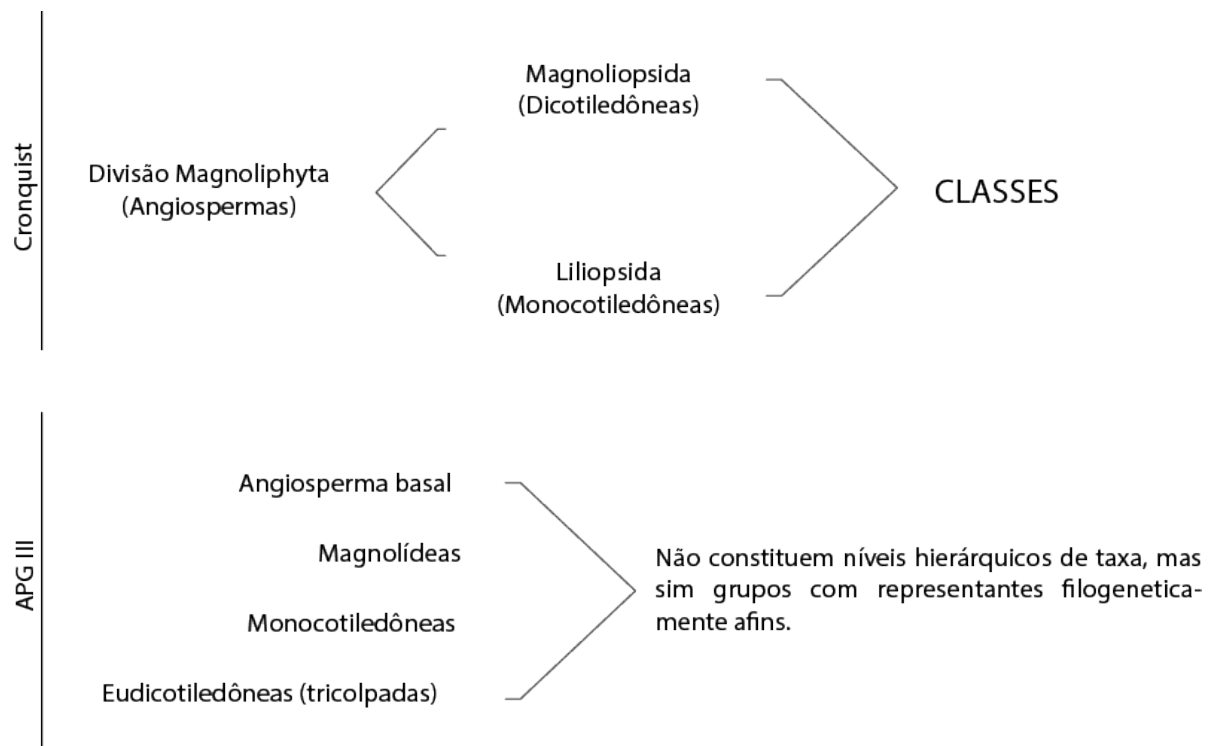 Cronquist
Divisão Magnoliphyta
(Angiospermas)
Magnoliopsida
(Dicotiledôneas)
Liliopsida
(Monocotiledôneas)
CLASSES
APG III
Angiosperma basal
Magnolídeas
Monocotiledôneas
Eudicotiledôneas (tricolpadas)
Não constituem níveis hierárquicos de taxa, mas
sim grupos com representantes filogenetica-
mente afins.